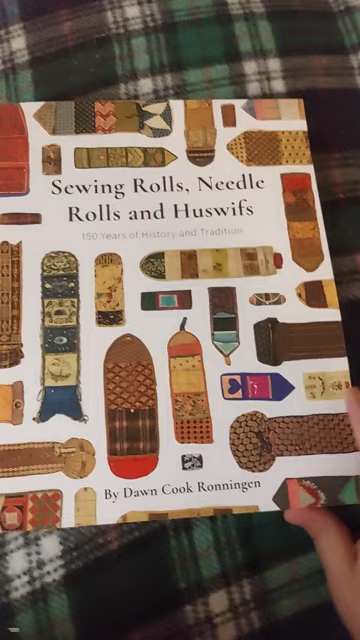 Sewing Rolls, Needle
Rolls and Huswifs
150 Years of History and Tradition
By Dawn Cook Ronningen